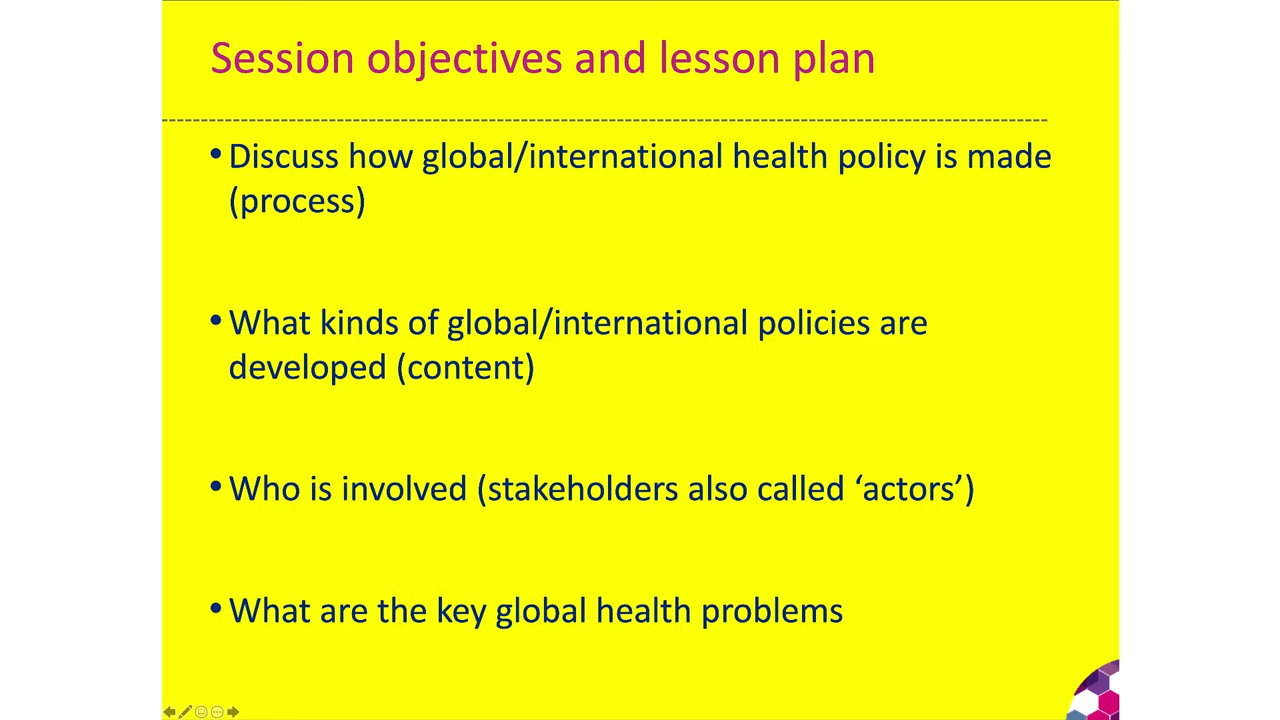 Session objectives and lesson plan
•Discuss how global/international health policy is made
(process)
•What kinds of global/international policies are
developed (content)
•Who is involved (stakeholders also called ‘actors’)
•What are the key global health problems